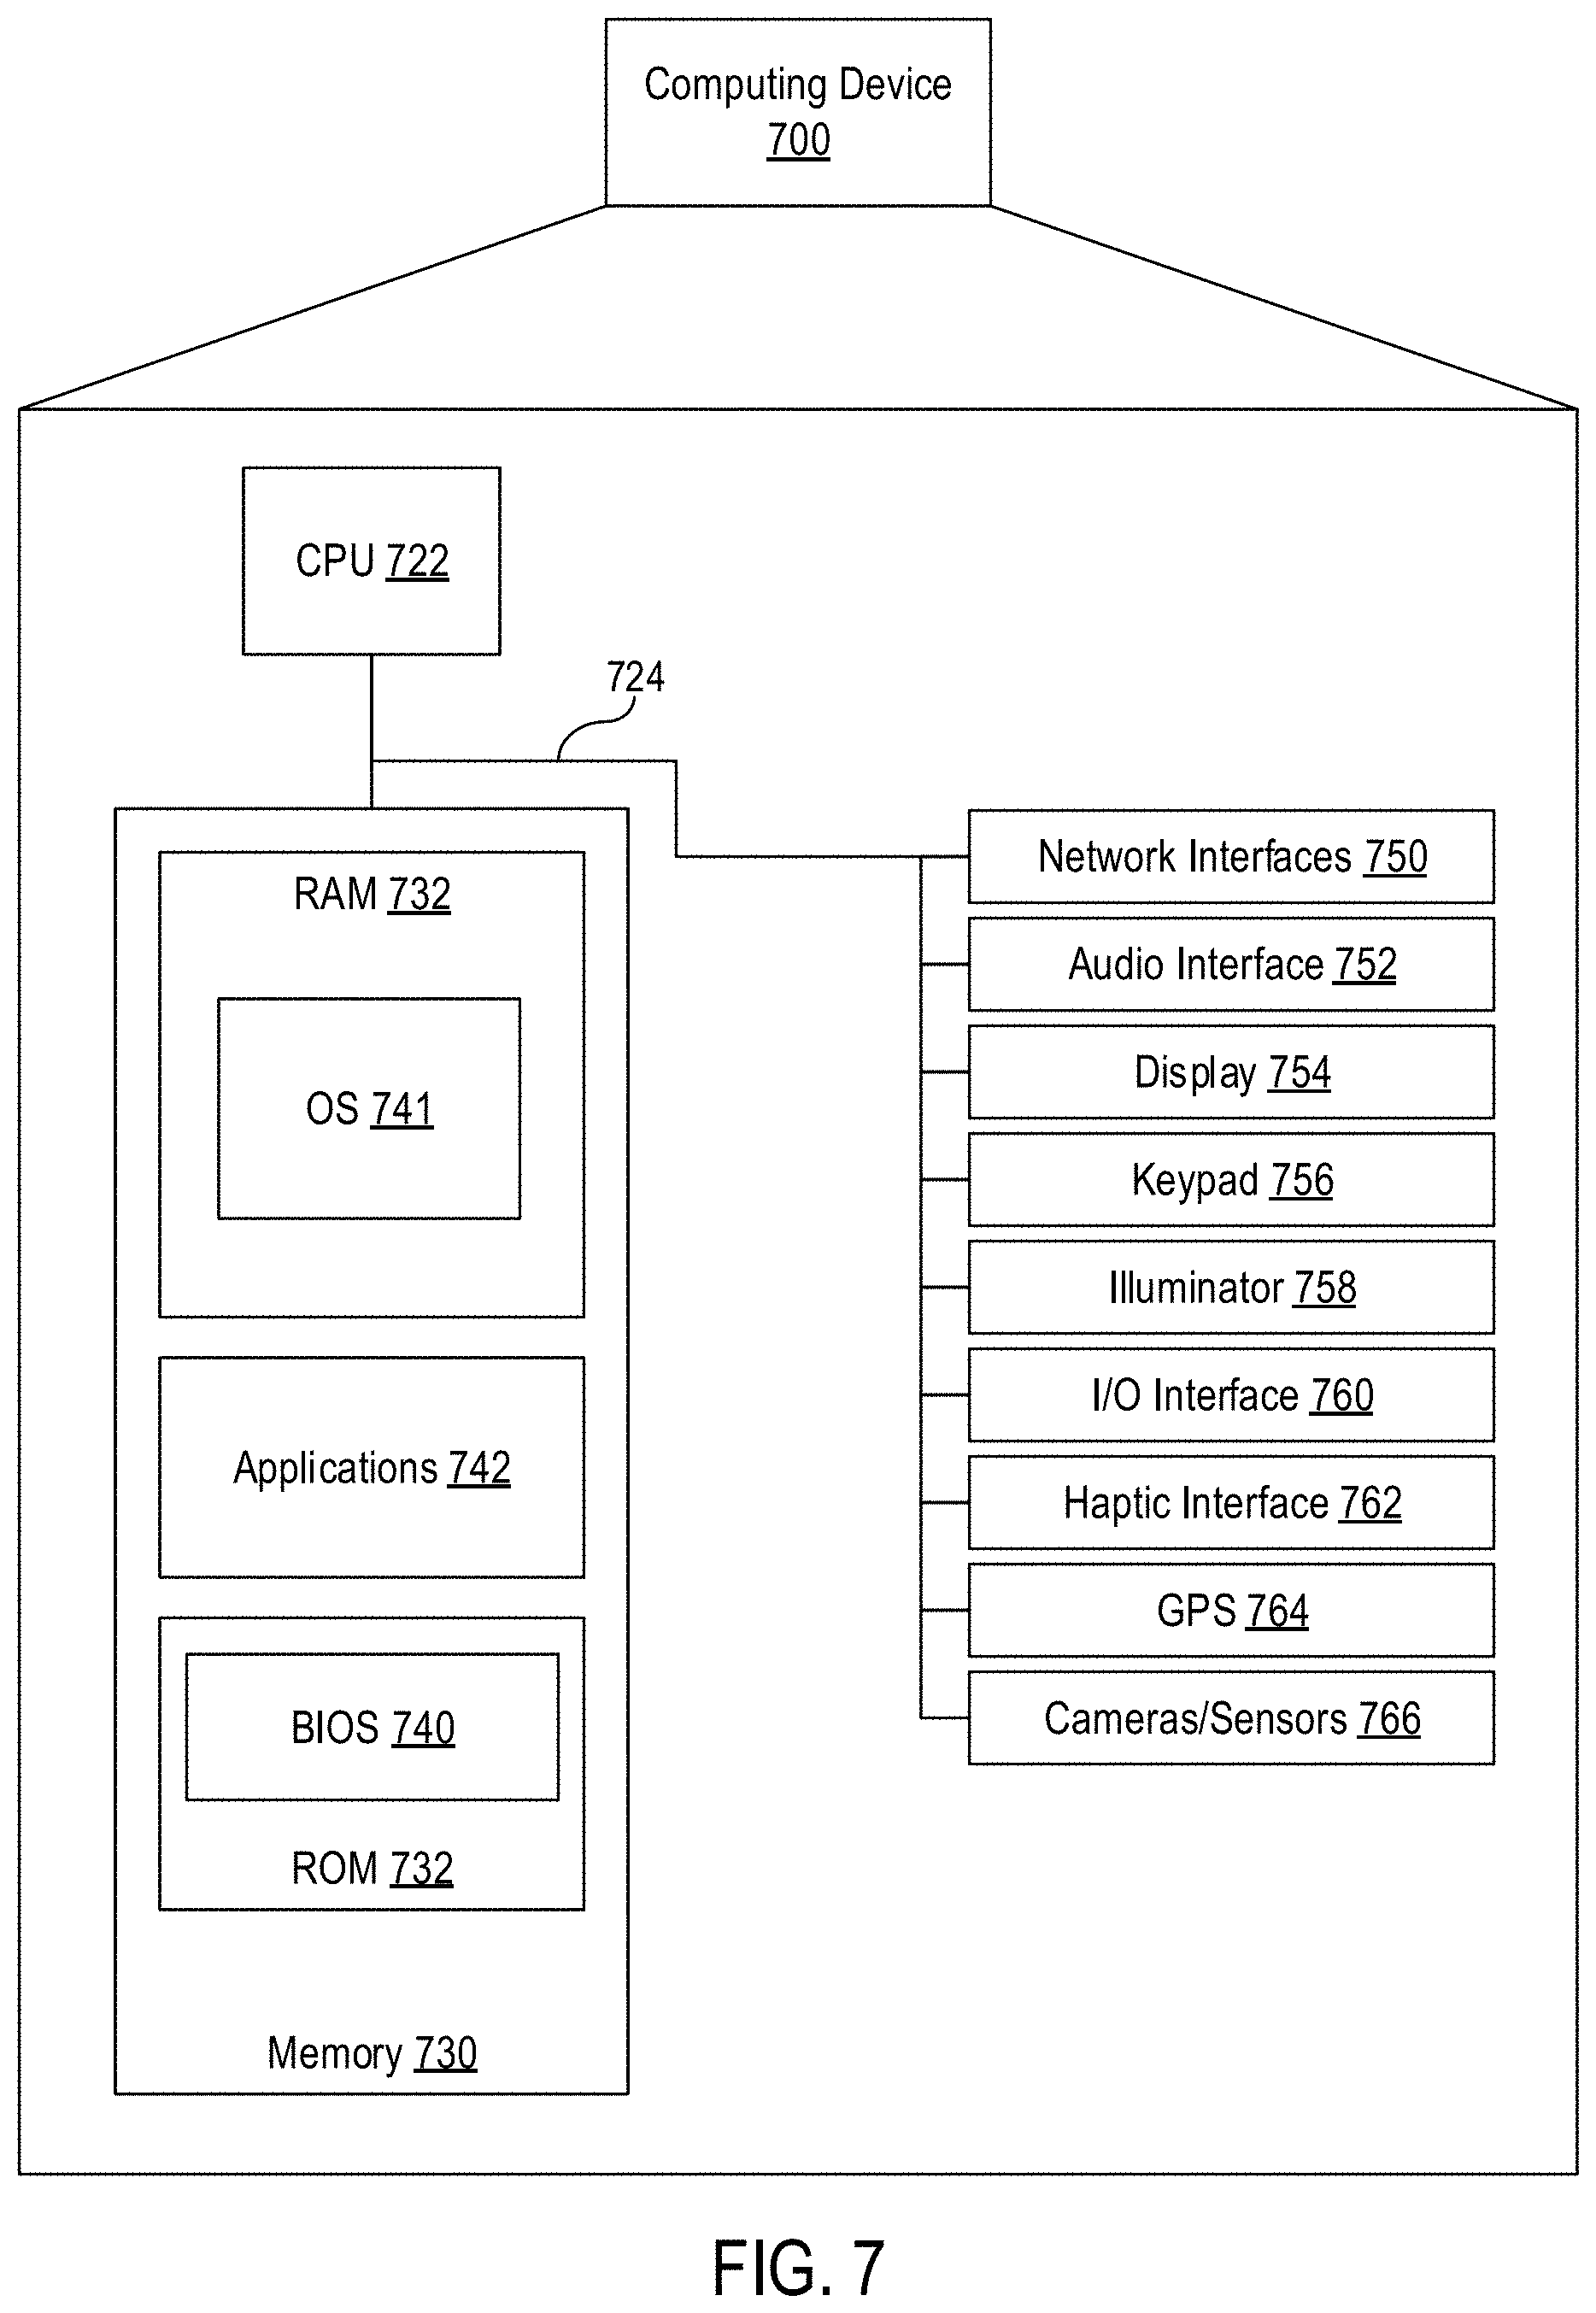 Computing Device
700
CPU 722
724
RAM 732
OS 741
Applications 742
BIOS 740
ROM 732
Memory 730
Network Interfaces 750
Audio Interface 752
Display 754
Keypad 756
Illuminator 758
I/O Interface 760
Haptic Interface 762
GPS 764
Cameras/Sensors 766
FIG. 7